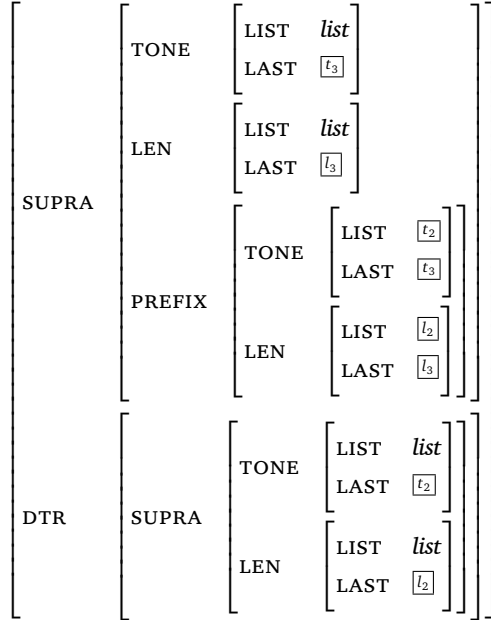 LIST list
TONE
LAST t3
LIST list
LEN
LAST l3
SUPRA
LIST t2
TONE
LAST t3
PREFIX
LIST l2
LEN
LAST l3
LIST list
TONE
LAST t2
DTR SUPRA
LIST list
LEN
LAST l2